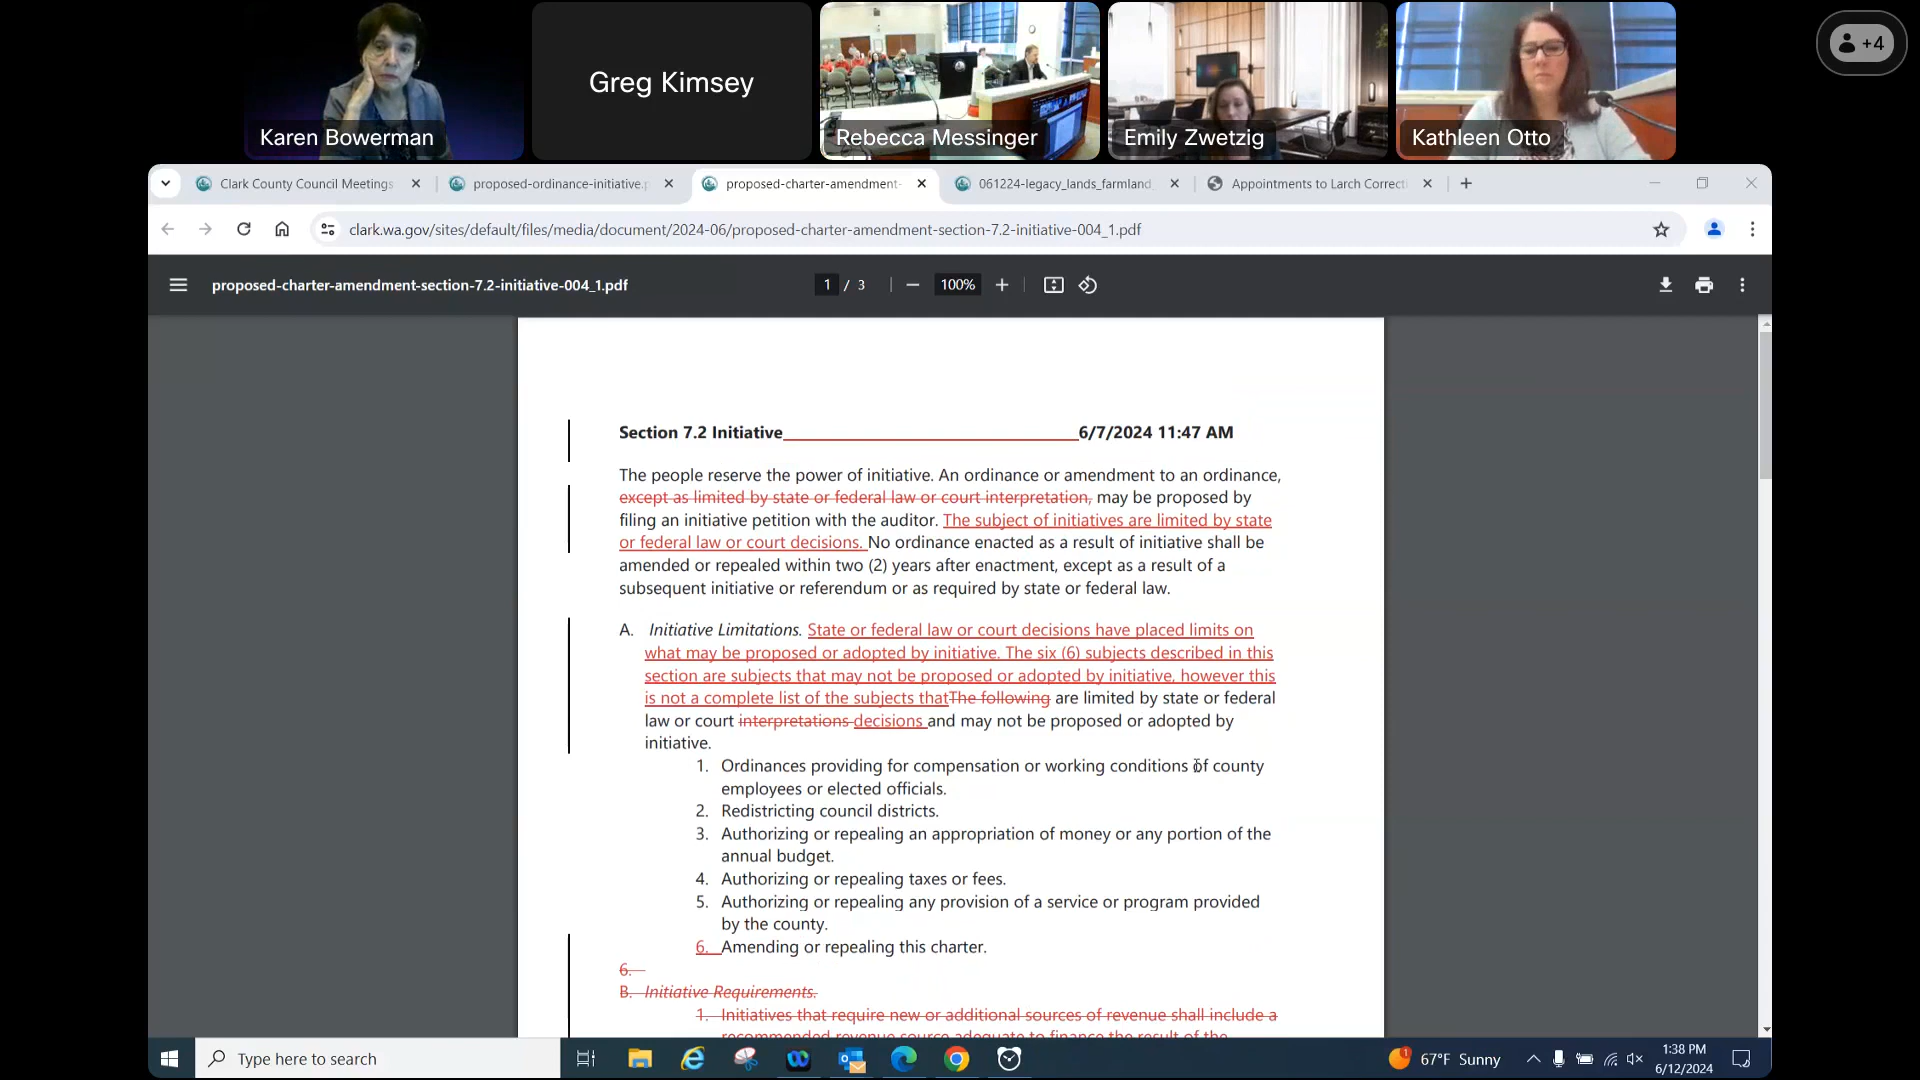 Karen Bowerman
Greg Kimsey
Rebecca Messinger
Emily Zwetzig
Kathleen Otto
+4
Clark County Council Meetings
proposed-ordinance-initiative.p
proposed-charter-amendment-
061224-legacy_lands_farmland_
Appointments to Larch Correcti
clark.wa.gov/sites/default/files/media/document/2024-06/proposed-charter-amendment-section-7.2-initiative-004_1.pdf
proposed-charter-amendment-section-7.2-initiative-004_1.pdf
1 / 3
100%
Section 7.2 Initiative 6/7/2024 11:47 AM
The people reserve the power of initiative. An ordinance or amendment to an ordinance,
except as limited by state or federal law or court interpretation, may be proposed by
filing an initiative petition with the auditor. The subject of initiatives are limited by state
or federal law or court decisions. No ordinance enacted as a result of initiative shall be
amended or repealed within two (2) years after enactment, except as a result of a
subsequent initiative or referendum or as required by state or federal law.
A. Initiative Limitations. State or federal law or court decisions have placed limits on
what may be proposed or adopted by initiative. The six (6) subjects described in this
section are subjects that may not be proposed or adopted by initiative, however this
is not a complete list of the subjects thatThe following are limited by state or federal
law or court interpretations decisions and may not be proposed or adopted by
initiative.
1. Ordinances providing for compensation or working conditions of county
employees or elected officials.
2. Redistricting council districts.
3. Authorizing or repealing an appropriation of money or any portion of the
annual budget.
4. Authorizing or repealing taxes or fees.
5. Authorizing or repealing any provision of a service or program provided
by the county.
6. Amending or repealing this charter.
6.
B. Initiative Requirements.
1. Initiatives that require new or additional sources of revenue shall include a
recommended revenue source adequate to finance the result of the
Type here to search
1
67°F Sunny
1:38 PM
6/12/2024